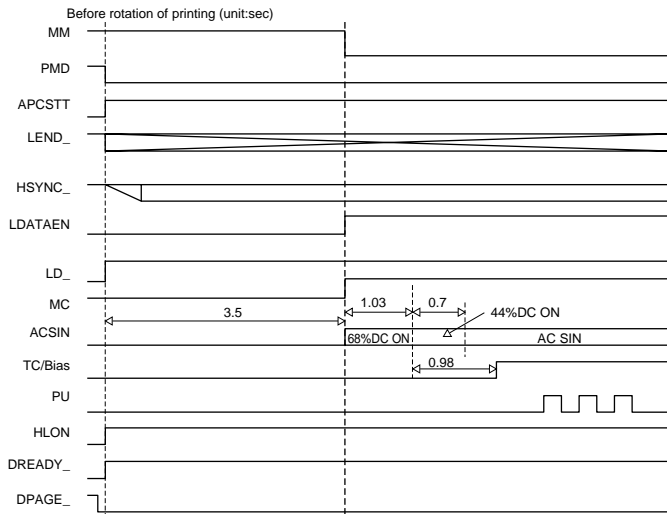 Before rotation of printing (unit:sec)
MM
PMD
APCSTT
LEND_
HSYNC_
LDATAEN
LD_
MC
3.5
1.03
0.7
44%DC ON
ACSIN
68%DC ON
AC SIN
TC/Bias
0.98
PU
HLON
DREADY_
DPAGE_